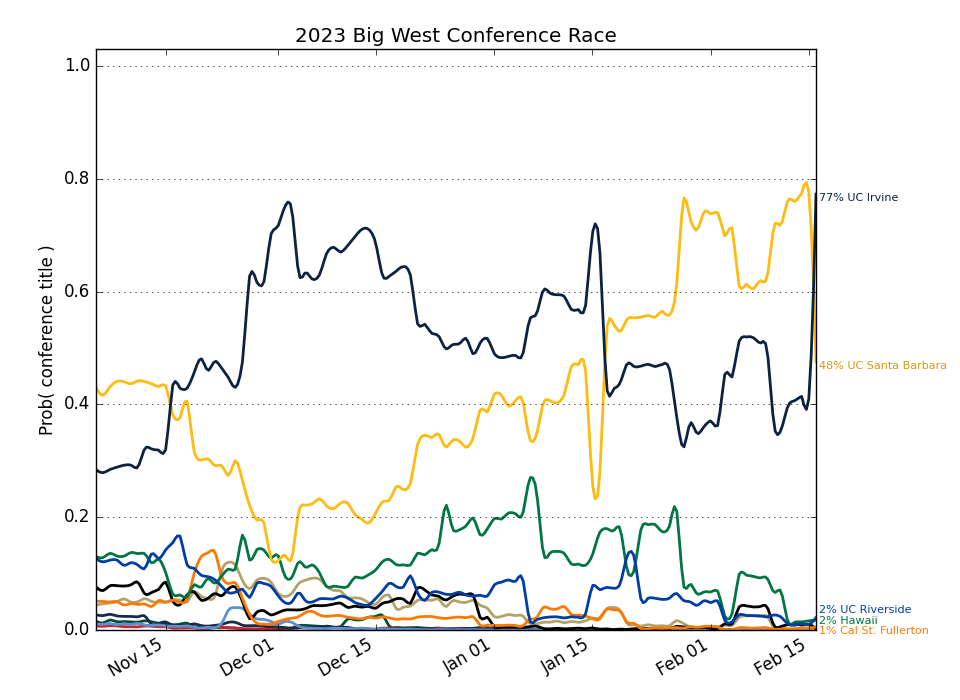 2023 Big West Conference Race
Prob( conference title )
1.0
0.8
0.6
0.4
0.2
0.0
77% UC Irvine
48% UC Santa Barbara
2% UC Riverside
2% Hawaii
1% Cal St. Fullerton
Nov 15
Dec 01
Dec 15
Jan 01
Jan 15
Feb 01
Feb 15